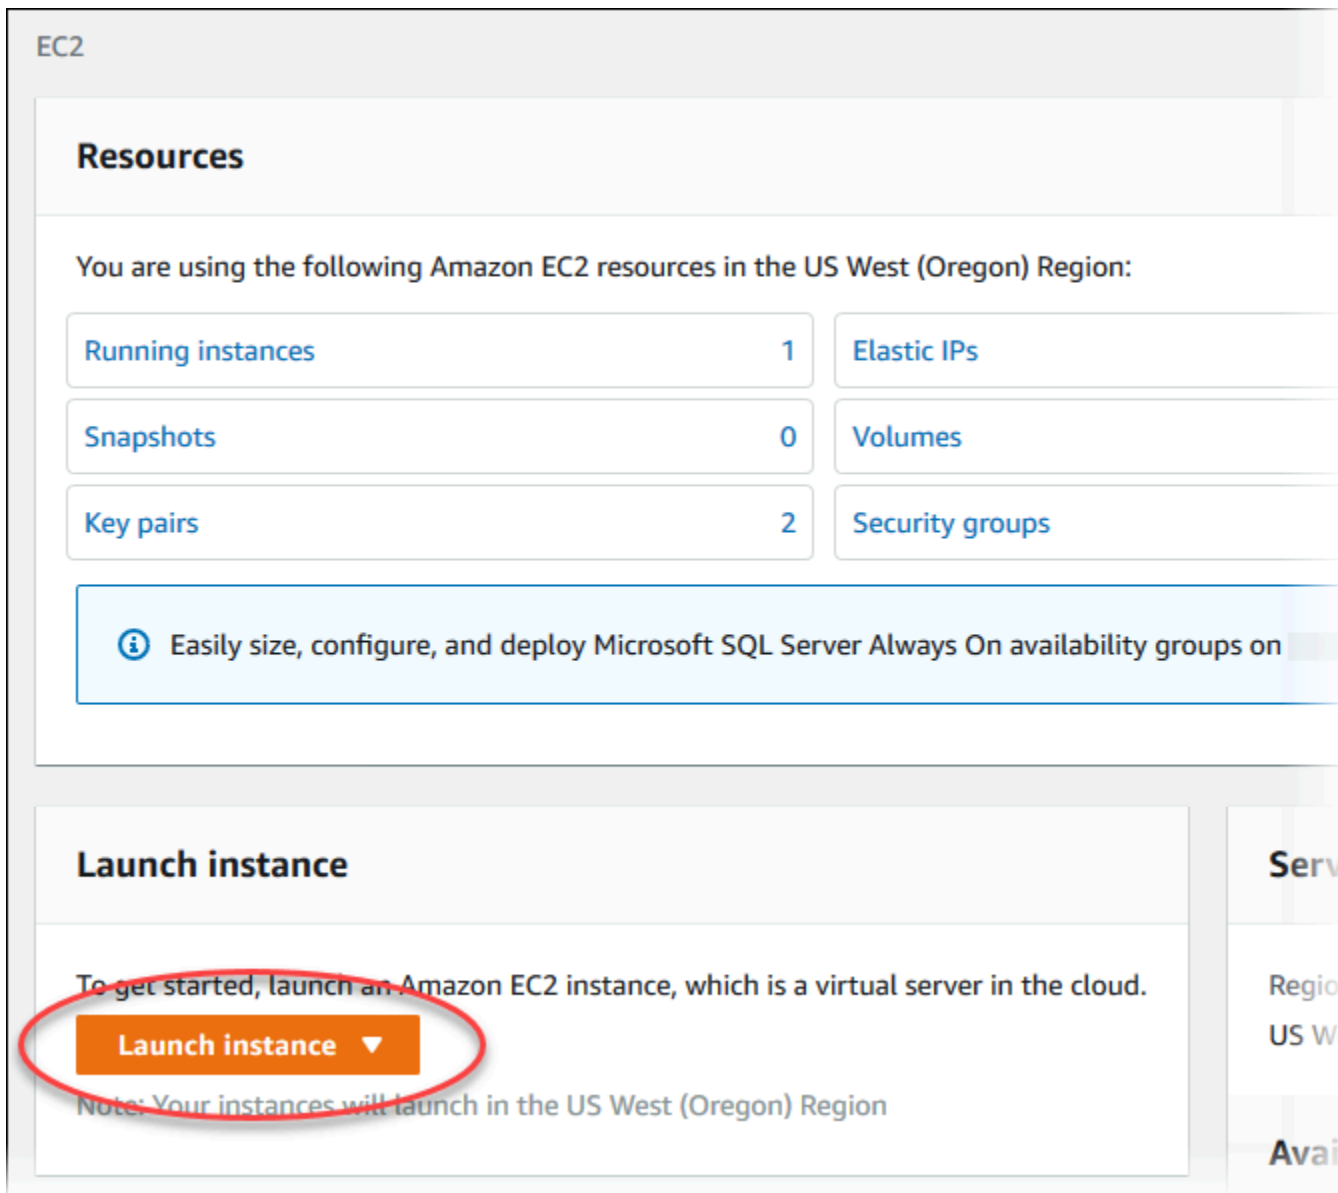 EC2
Resources
You are using the following Amazon EC2 resources in the US West (Oregon) Region:
Running instances 1 Elastic IPs
Snapshots 0 Volumes
Key pairs 2 Security groups
Easily size, configure, and deploy Microsoft SQL Server Always On availability groups on
Launch instance
To get started, launch an Amazon EC2 instance, which is a virtual server in the cloud.
Launch instance
Note: Your instances will launch in the US West (Oregon) Region
US